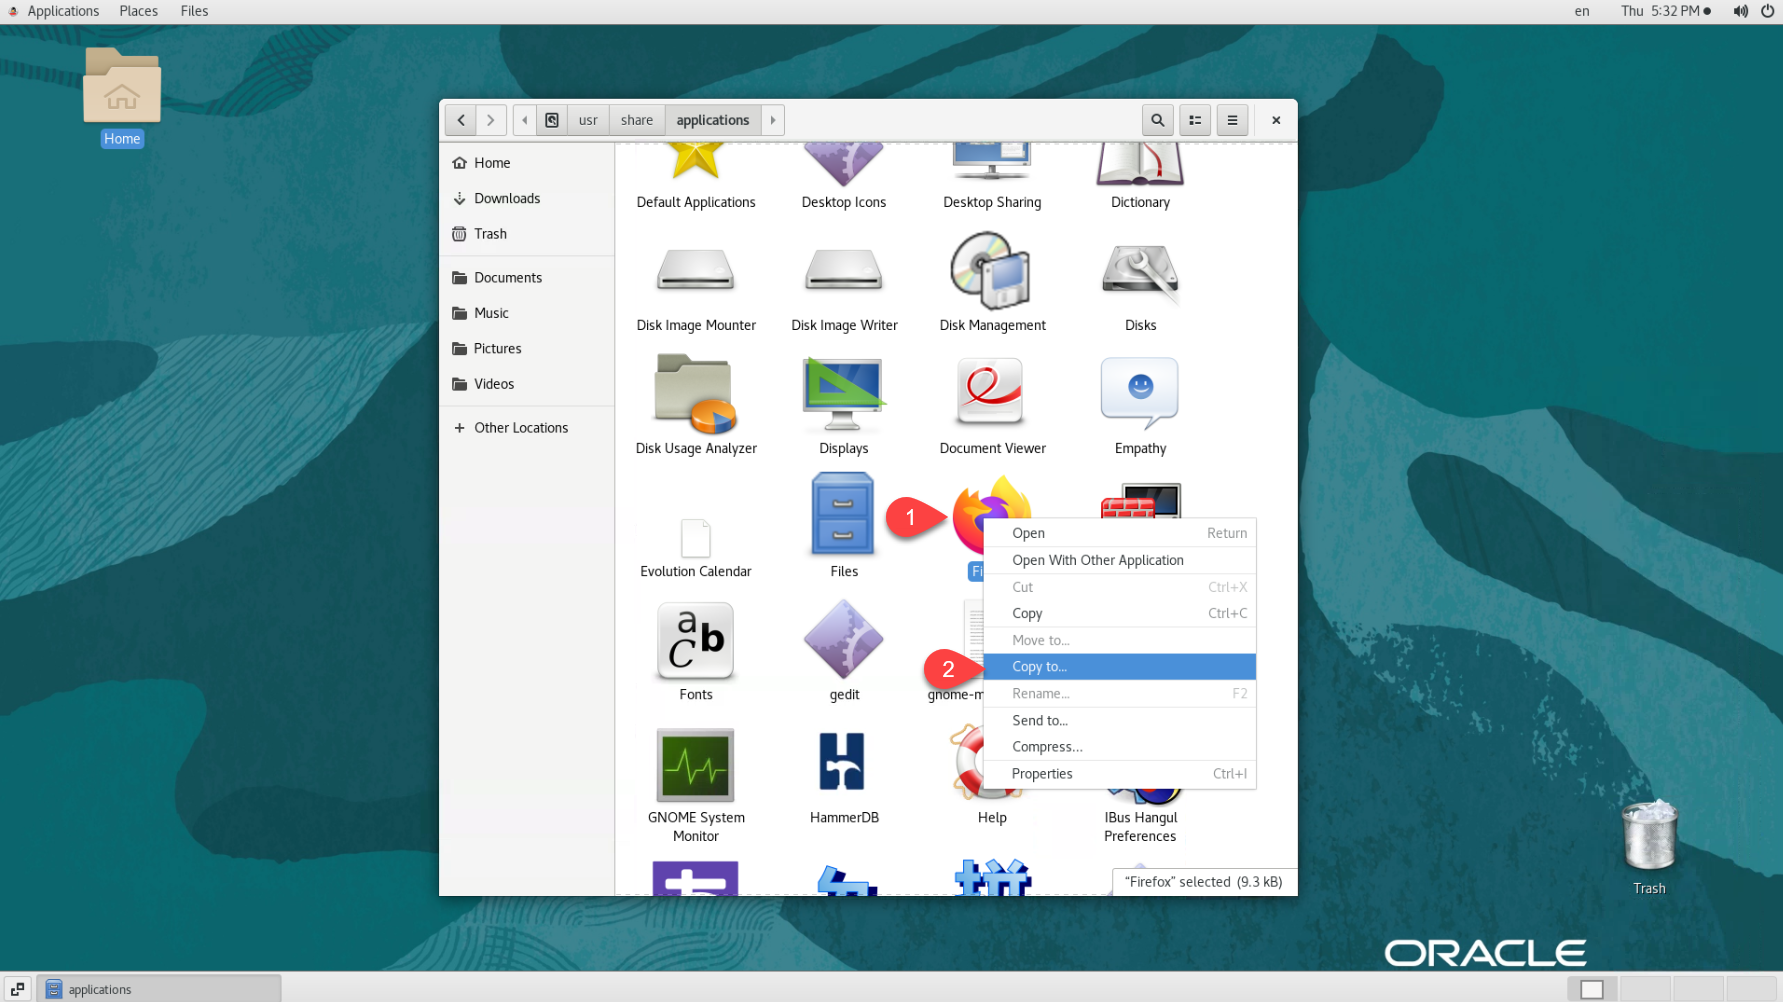 Applications Places Files
en Thu 5:32 PM
Home
usr share applications
Home
Downloads
Trash
Documents
Music
Pictures
Videos
Other Locations
Default Applications Desktop Icons Desktop Sharing Dictionary
Disk Image Mounter Disk Image Writer Disk Management Disks
Disk Usage Analyzer Displays Document Viewer Empathy
Evolution Calendar Files Fi
a b c
Fonts gedit gnome-m
GNOME System Monitor
HammerDB Help
IBus Hangul
Preferences
1
2
Open Return
Open With Other Application
Cut Ctrl+X
Copy Ctrl+C
Move to...
Copy to...
Rename... F2
Send to...
Compress...
Properties Ctrl+I
“Firefox” selected (9.3 kB)
Trash
ORACLE
applications